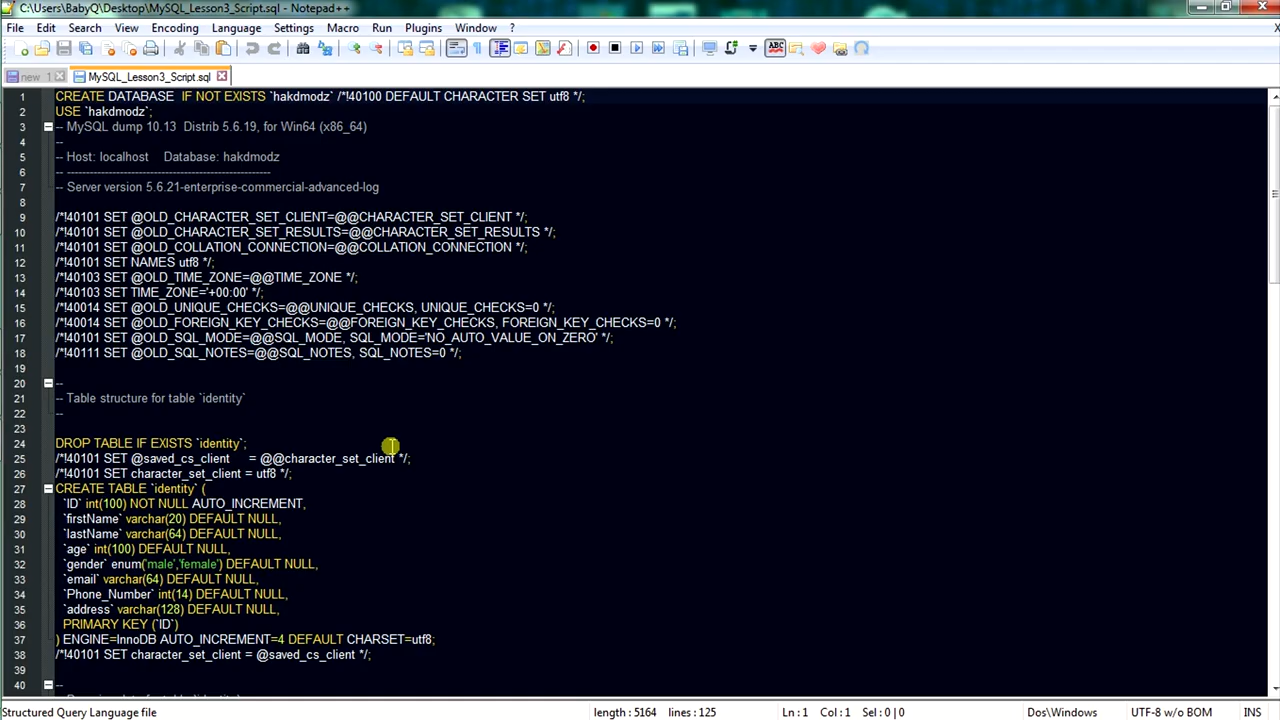 C:\Users\BabyQ\Desktop\MySQL_Lesson3_Script.sql - Notepad++
File Edit Search View Encoding Language Settings Macro Run Plugins Window ?
new 1 MySQL_Lesson3_Script.sql
1 CREATE DATABASE  IF NOT EXISTS `hakdmodz` /*!40100 DEFAULT CHARACTER SET utf8 */;
2 USE `hakdmodz`;
3 -- MySQL dump 10.13  Distrib 5.6.19, for Win64 (x86_64)
4 --
5 -- Host: localhost    Database: hakdmodz
6 -- ------------------------------------------------------
7 -- Server version 5.6.21-enterprise-commercial-advanced-log
8
9 /*!40101 SET @OLD_CHARACTER_SET_CLIENT=@@CHARACTER_SET_CLIENT */;
10 /*!40101 SET @OLD_CHARACTER_SET_RESULTS=@@CHARACTER_SET_RESULTS */;
11 /*!40101 SET @OLD_COLLATION_CONNECTION=@@COLLATION_CONNECTION */;
12 /*!40101 SET NAMES utf8 */;
13 /*!40103 SET @OLD_TIME_ZONE=@@TIME_ZONE */;
14 /*!40103 SET TIME_ZONE='+00:00' */;
15 /*!40014 SET @OLD_UNIQUE_CHECKS=@@UNIQUE_CHECKS, UNIQUE_CHECKS=0 */;
16 /*!40014 SET @OLD_FOREIGN_KEY_CHECKS=@@FOREIGN_KEY_CHECKS, FOREIGN_KEY_CHECKS=0 */;
17 /*!40101 SET @OLD_SQL_MODE=@@SQL_MODE, SQL_MODE='NO_AUTO_VALUE_ON_ZERO' */;
18 /*!40111 SET @OLD_SQL_NOTES=@@SQL_NOTES, SQL_NOTES=0 */;
19
20 --
21 -- Table structure for table `identity`
22 --
23
24 DROP TABLE IF EXISTS `identity`;
25 /*!40101 SET @saved_cs_client     = @@character_set_client */;
26 /*!40101 SET character_set_client = utf8 */;
27 CREATE TABLE `identity` (
28 `ID` int(100) NOT NULL AUTO_INCREMENT,
29 `firstName` varchar(20) DEFAULT NULL,
30 `lastName` varchar(64) DEFAULT NULL,
31 `age` int(100) DEFAULT NULL,
32 `gender` enum('male','female') DEFAULT NULL,
33 `email` varchar(64) DEFAULT NULL,
34 `Phone_Number` int(14) DEFAULT NULL,
35 `address` varchar(128) DEFAULT NULL,
36 PRIMARY KEY (`ID`)
37 ) ENGINE=InnoDB AUTO_INCREMENT=4 DEFAULT CHARSET=utf8;
38 /*!40101 SET character_set_client = @saved_cs_client */;
39
40 --
Structured Query Language file length : 5164 lines : 125 Ln : 1 Col : 1 Sel : 0 | 0 Dos\Windows UTF-8 w/o BOM INS